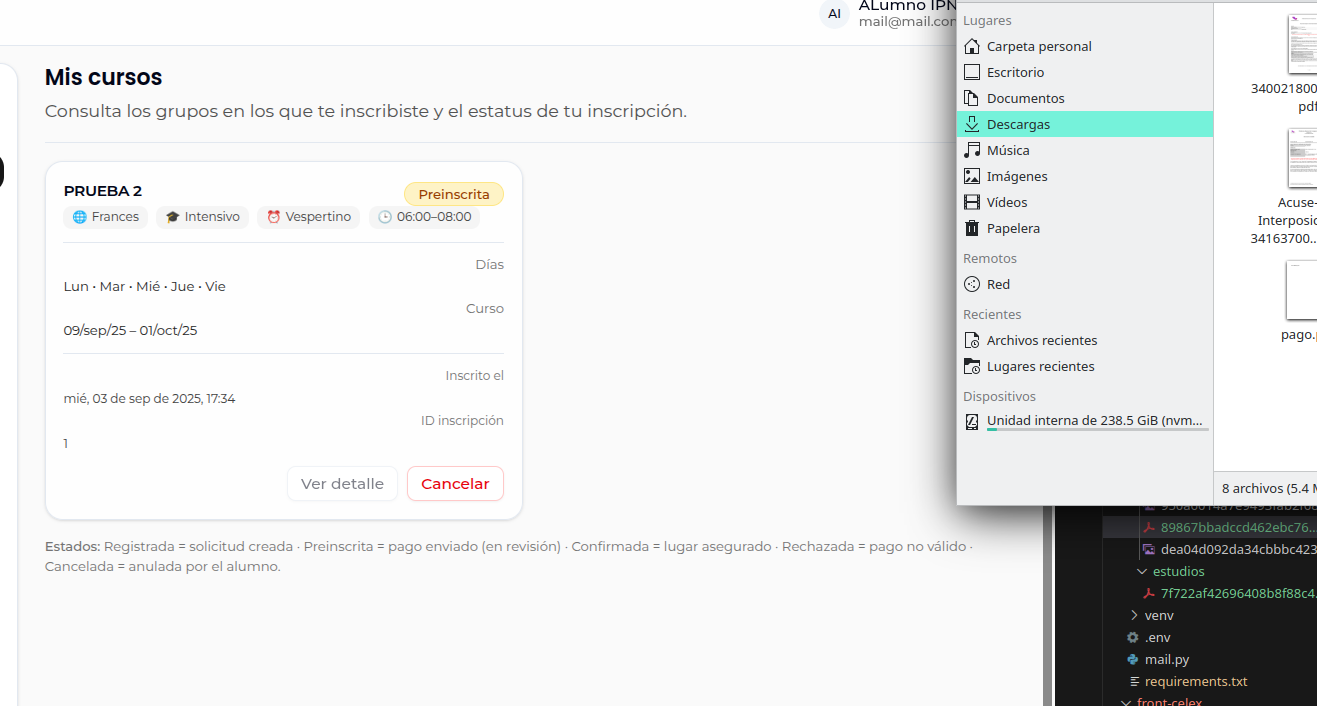 AI
ALumno IPN
mail@mail.con
Mis cursos
Consulta los grupos en los que te inscribiste y el estatus de tu inscripción.
PRUEBA 2
Preinscrita
Frances
Intensivo
Vespertino
06:00–08:00
Días
Lun · Mar · Mié · Jue · Vie
Curso
09/sep/25 – 01/oct/25
Inscrito el
mié, 03 de sep de 2025, 17:34
ID inscripción
1
Ver detalle
Cancelar
Estados: Registrada = solicitud creada · Preinscrita = pago enviado (en revisión) · Confirmada = lugar asegurado · Rechazada = pago no válido ·
Cancelada = anulada por el alumno.
Lugares
Carpeta personal
Escritorio
Documentos
Descargas
Música
Imágenes
Vídeos
Papelera
Remotos
Red
Recientes
Archivos recientes
Lugares recientes
Dispositivos
Unidad interna de 238.5 GiB (nvm...
340021800
pdf
Acuse-
Interposic
34163700...
pago.
8 archivos (5.4 M
89867bbadccd462ebc76...
dea04d092da34cbbbc423
estudios
7f722af42696408b8f88c4.
venv
.env
mail.py
requirements.txt
front-celex